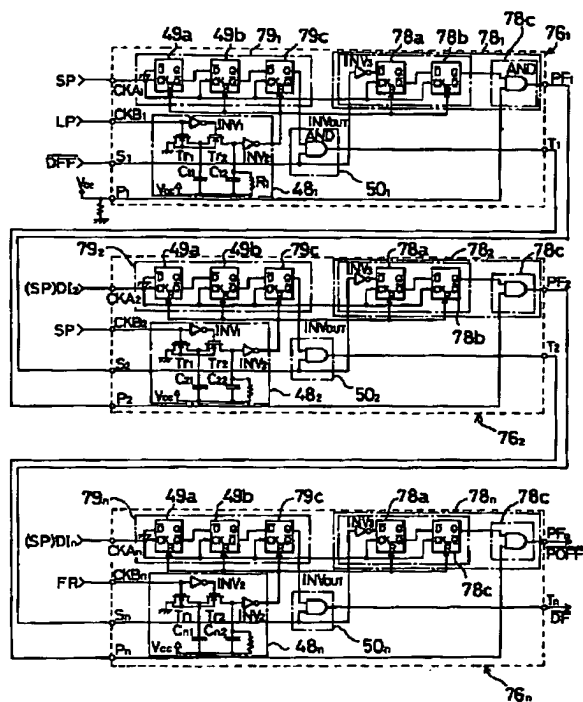 49a 49b 79₁ 79c 78a 78₁ 78b 78c 76₁
SP CKA₁ INV₃ AND PF₁
LP CKB₁ INV₁ INVOUT
Tr₁ Tr₂ INV₂ AND T₁
DFF S₁
C₁₁ C₁₂ R₁
Vcc P₁ Vcc 48₁ 50₁
79₂ 49a 49b 79c 78a 78₂ 78c
(SP)DI₂ CKA₂ INV₃ PF₂
SP CKB₂ INV₁ INVOUT 78b
Tr₁ Tr₂ INV₂ T₂
S₂
C₂₁ C₂₂
P₂ Vcc 48₂ 50₂
76₂
79n 49a 49b 79c 78a 78n 78c
(SP)DIn CKAn INV₃ PFn
POFF
FR CKBn INV₂ INVOUT 78c
Tr₁ Tr₂ INV₂ Tn
Sn DF
Cn1 Cn2
Pn Vcc 48n 50n
76n